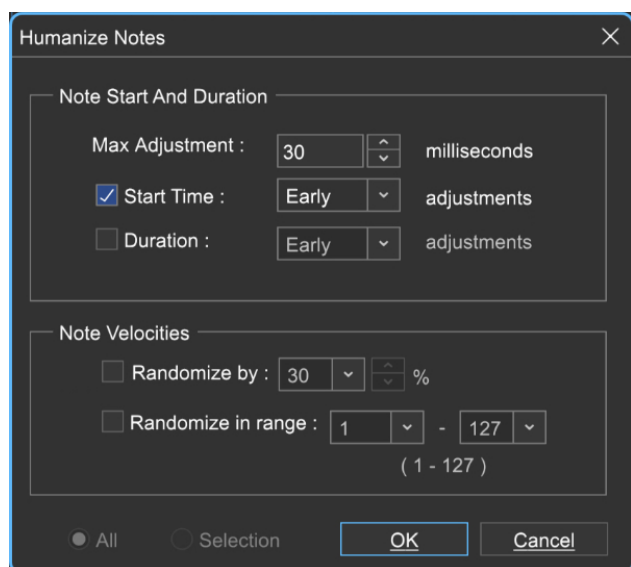 Humanize Notes
Note Start And Duration
Max Adjustment : 30 milliseconds
Start Time : Early adjustments
Duration : Early adjustments
Note Velocities
Randomize by : 30 %
Randomize in range : 1 - 127
( 1 - 127 )
All Selection OK Cancel